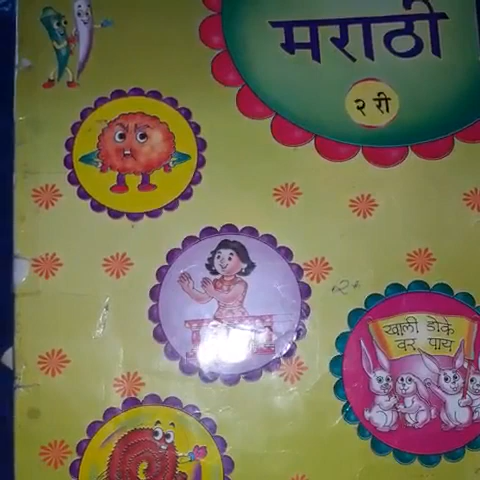 मराठी
२ री
खाली डोके
वर पाय